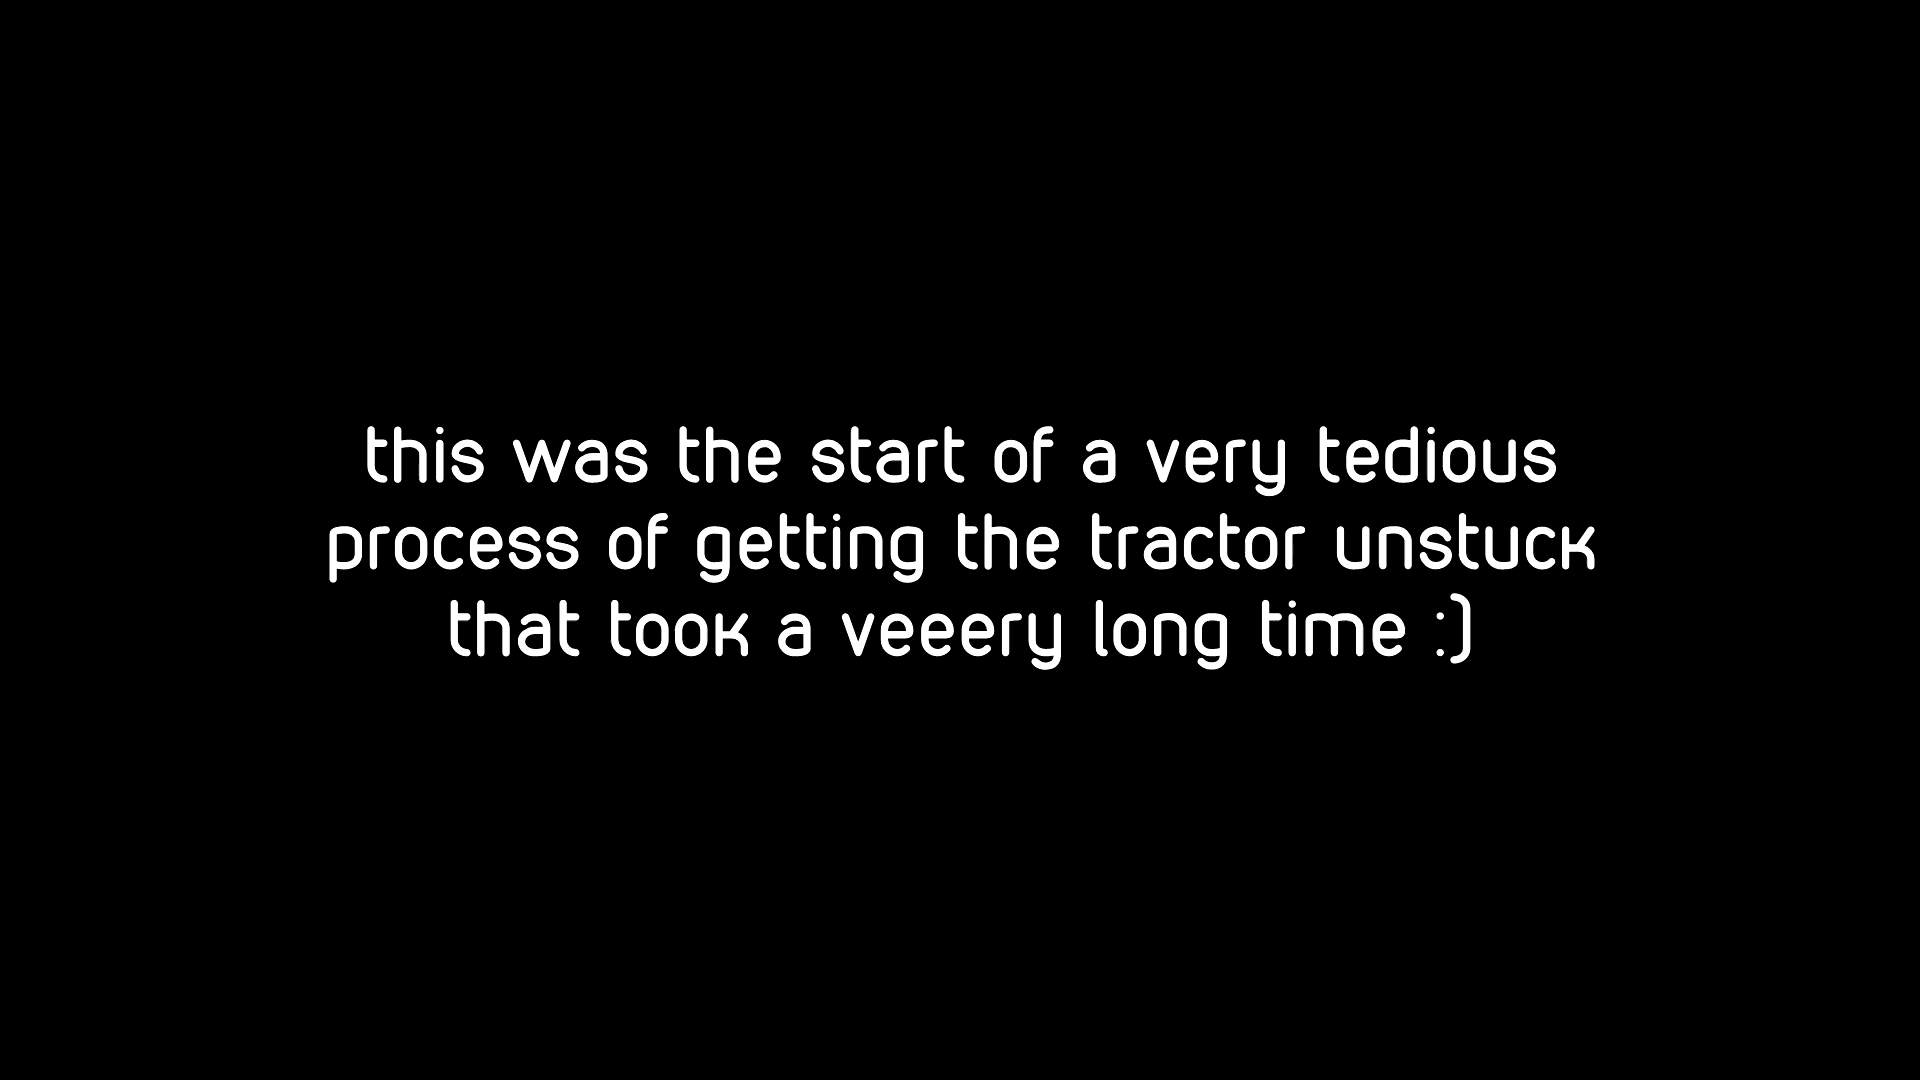 this was the start of a very tedious
process of getting the tractor unstuck
that took a veeery long time :)